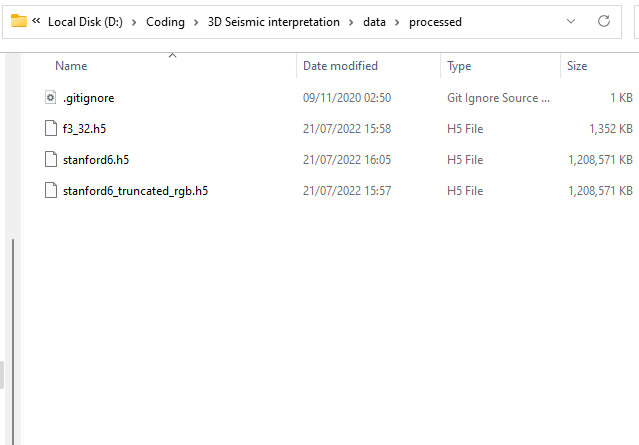 « Local Disk (D:) > Coding > 3D Seismic interpretation > data > processed
Name Date modified Type Size
.gitignore 09/11/2020 02:50 Git Ignore Source ... 1 KB
f3_32.h5 21/07/2022 15:58 H5 File 1,352 KB
stanford6.h5 21/07/2022 16:05 H5 File 1,208,571 KB
stanford6_truncated_rgb.h5 21/07/2022 15:57 H5 File 1,208,571 KB